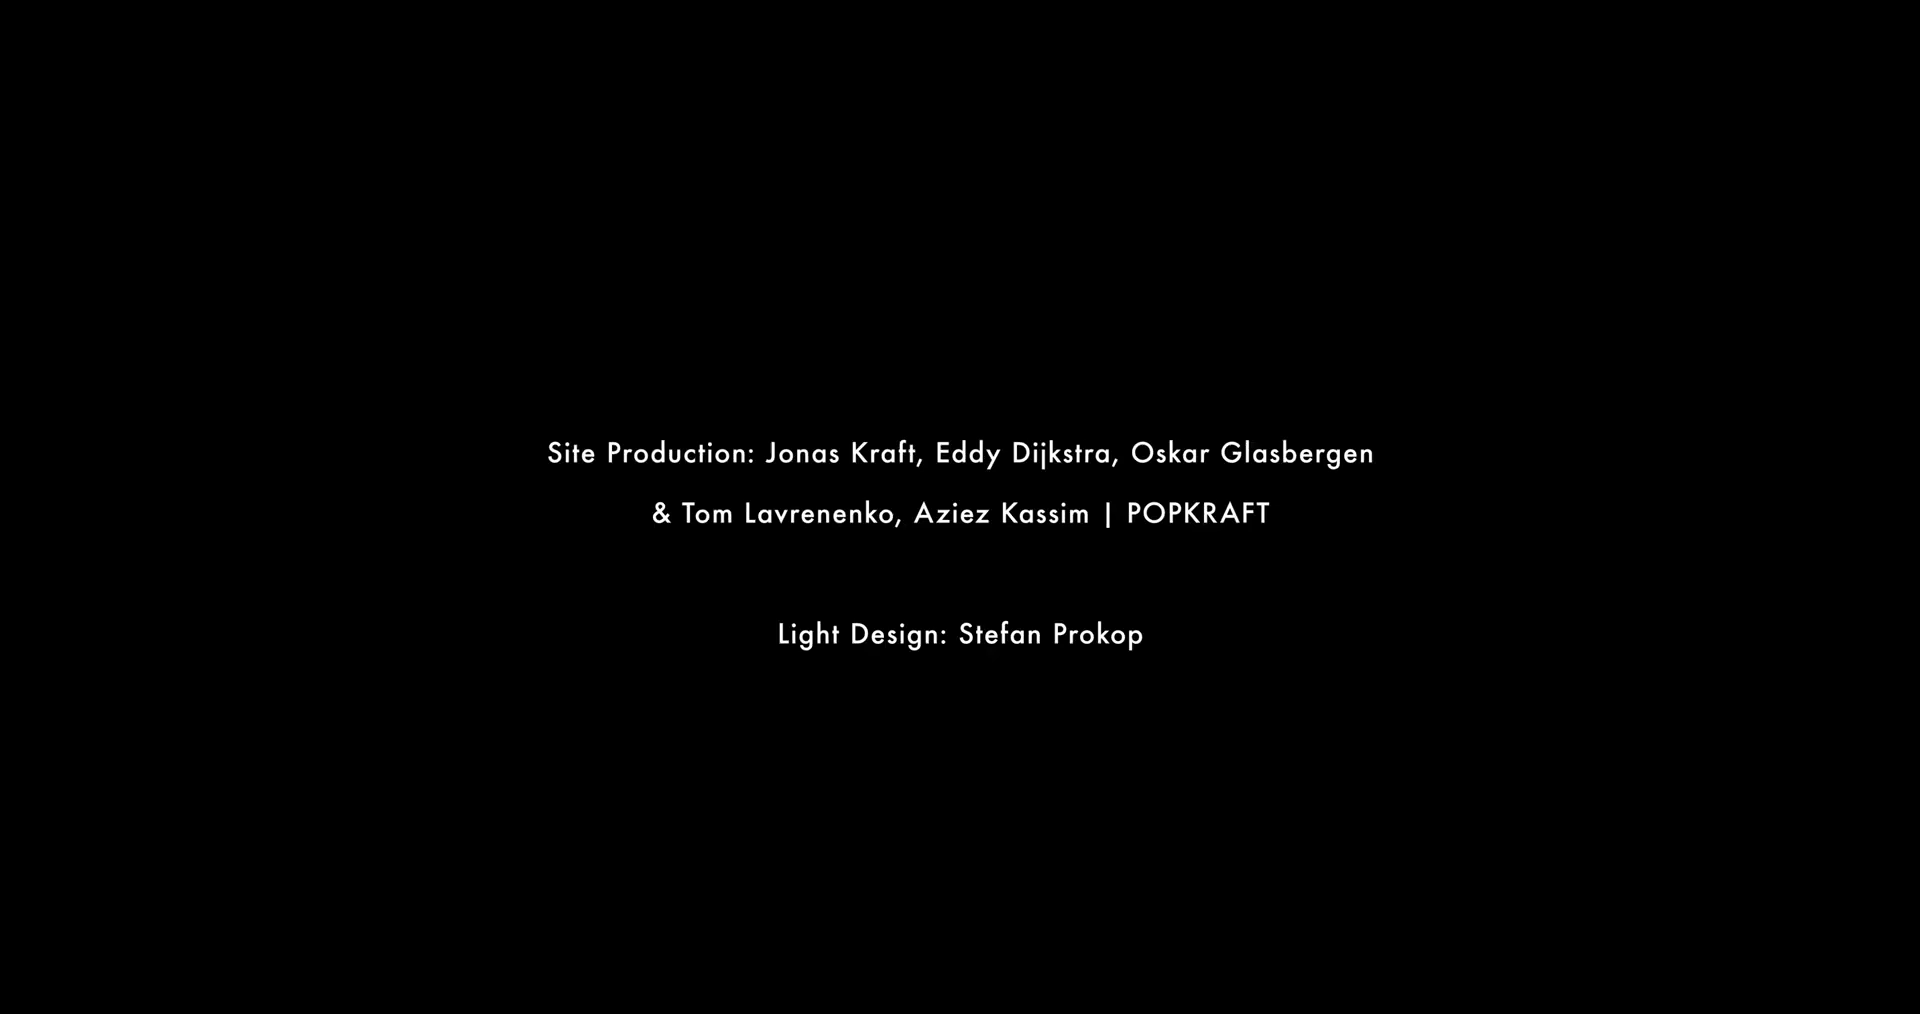 Site Production: Jonas Kraft, Eddy Dijkstra, Oskar Glasbergen
& Tom Lavrenenko, Aziez Kassim | POPKRAFT
Light Design: Stefan Prokop